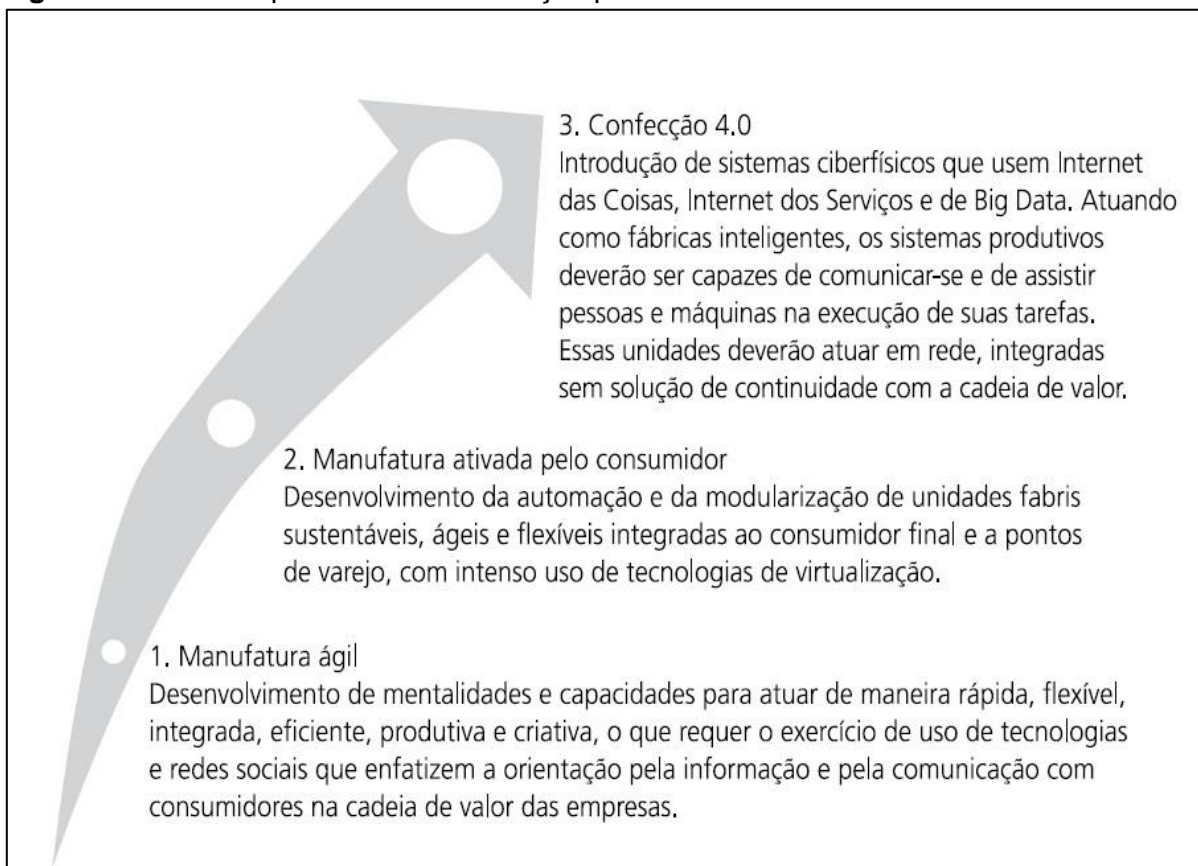 3. Confecção 4.0
Introdução de sistemas ciberfísicos que usem Internet
das Coisas, Internet dos Serviços e de Big Data. Atuando
como fábricas inteligentes, os sistemas produtivos
deverão ser capazes de comunicar-se e de assistir
pessoas e máquinas na execução de suas tarefas.
Essas unidades deverão atuar em rede, integradas
sem solução de continuidade com a cadeia de valor.
2. Manufatura ativada pelo consumidor
Desenvolvimento da automação e da modularização de unidades fabris
sustentáveis, ágeis e flexíveis integradas ao consumidor final e a pontos
de varejo, com intenso uso de tecnologias de virtualização.
1. Manufatura ágil
Desenvolvimento de mentalidades e capacidades para atuar de maneira rápida, flexível,
integrada, eficiente, produtiva e criativa, o que requer o exercício de uso de tecnologias
e redes sociais que enfatizem a orientação pela informação e pela comunicação com
consumidores na cadeia de valor das empresas.